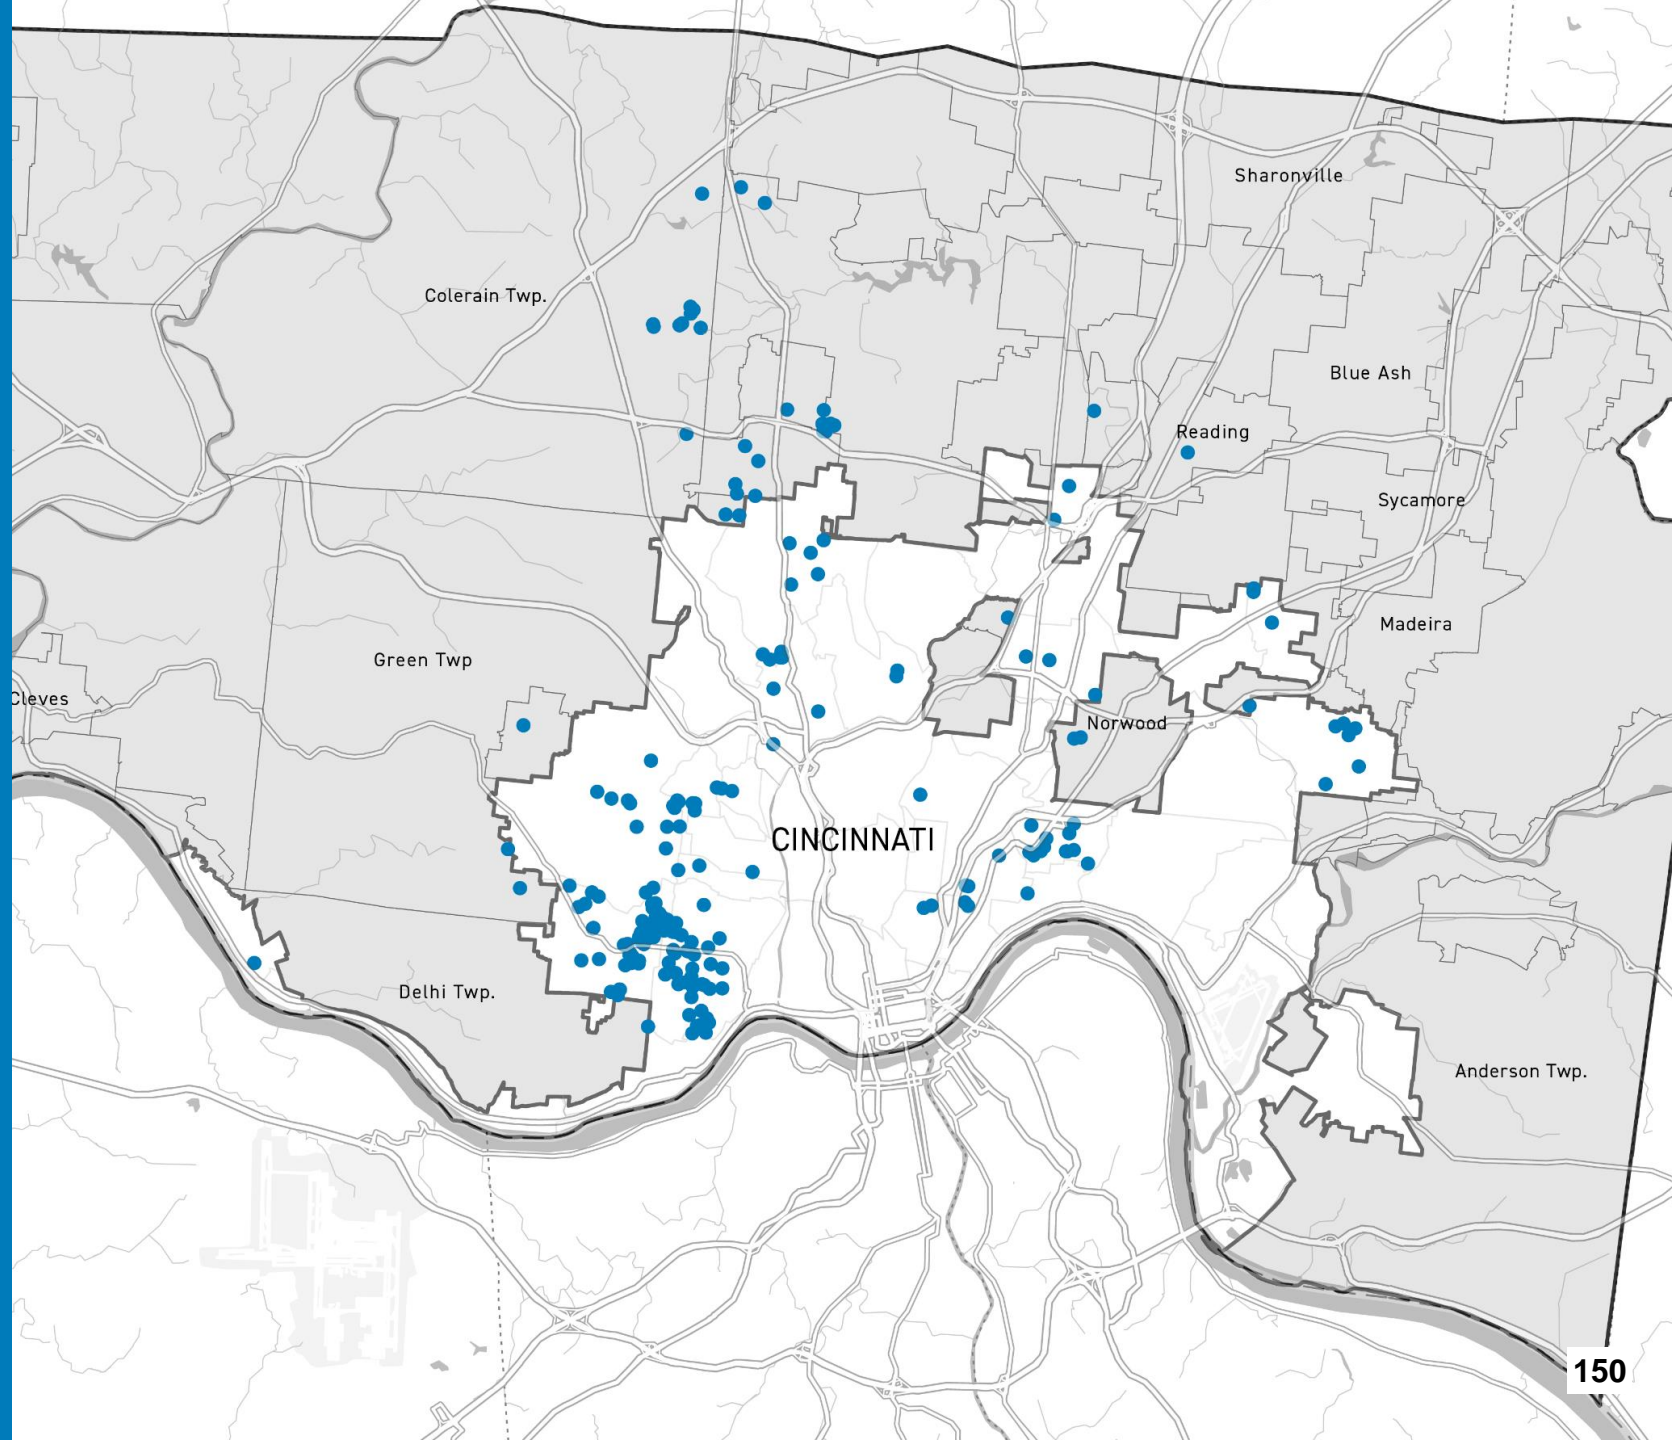 Sharonville
Colerain Twp.
Blue Ash
Reading
Sycamore
Madeira
Green Twp
Cleves
Norwood
CINCINNATI
Delhi Twp.
Anderson Twp.
150